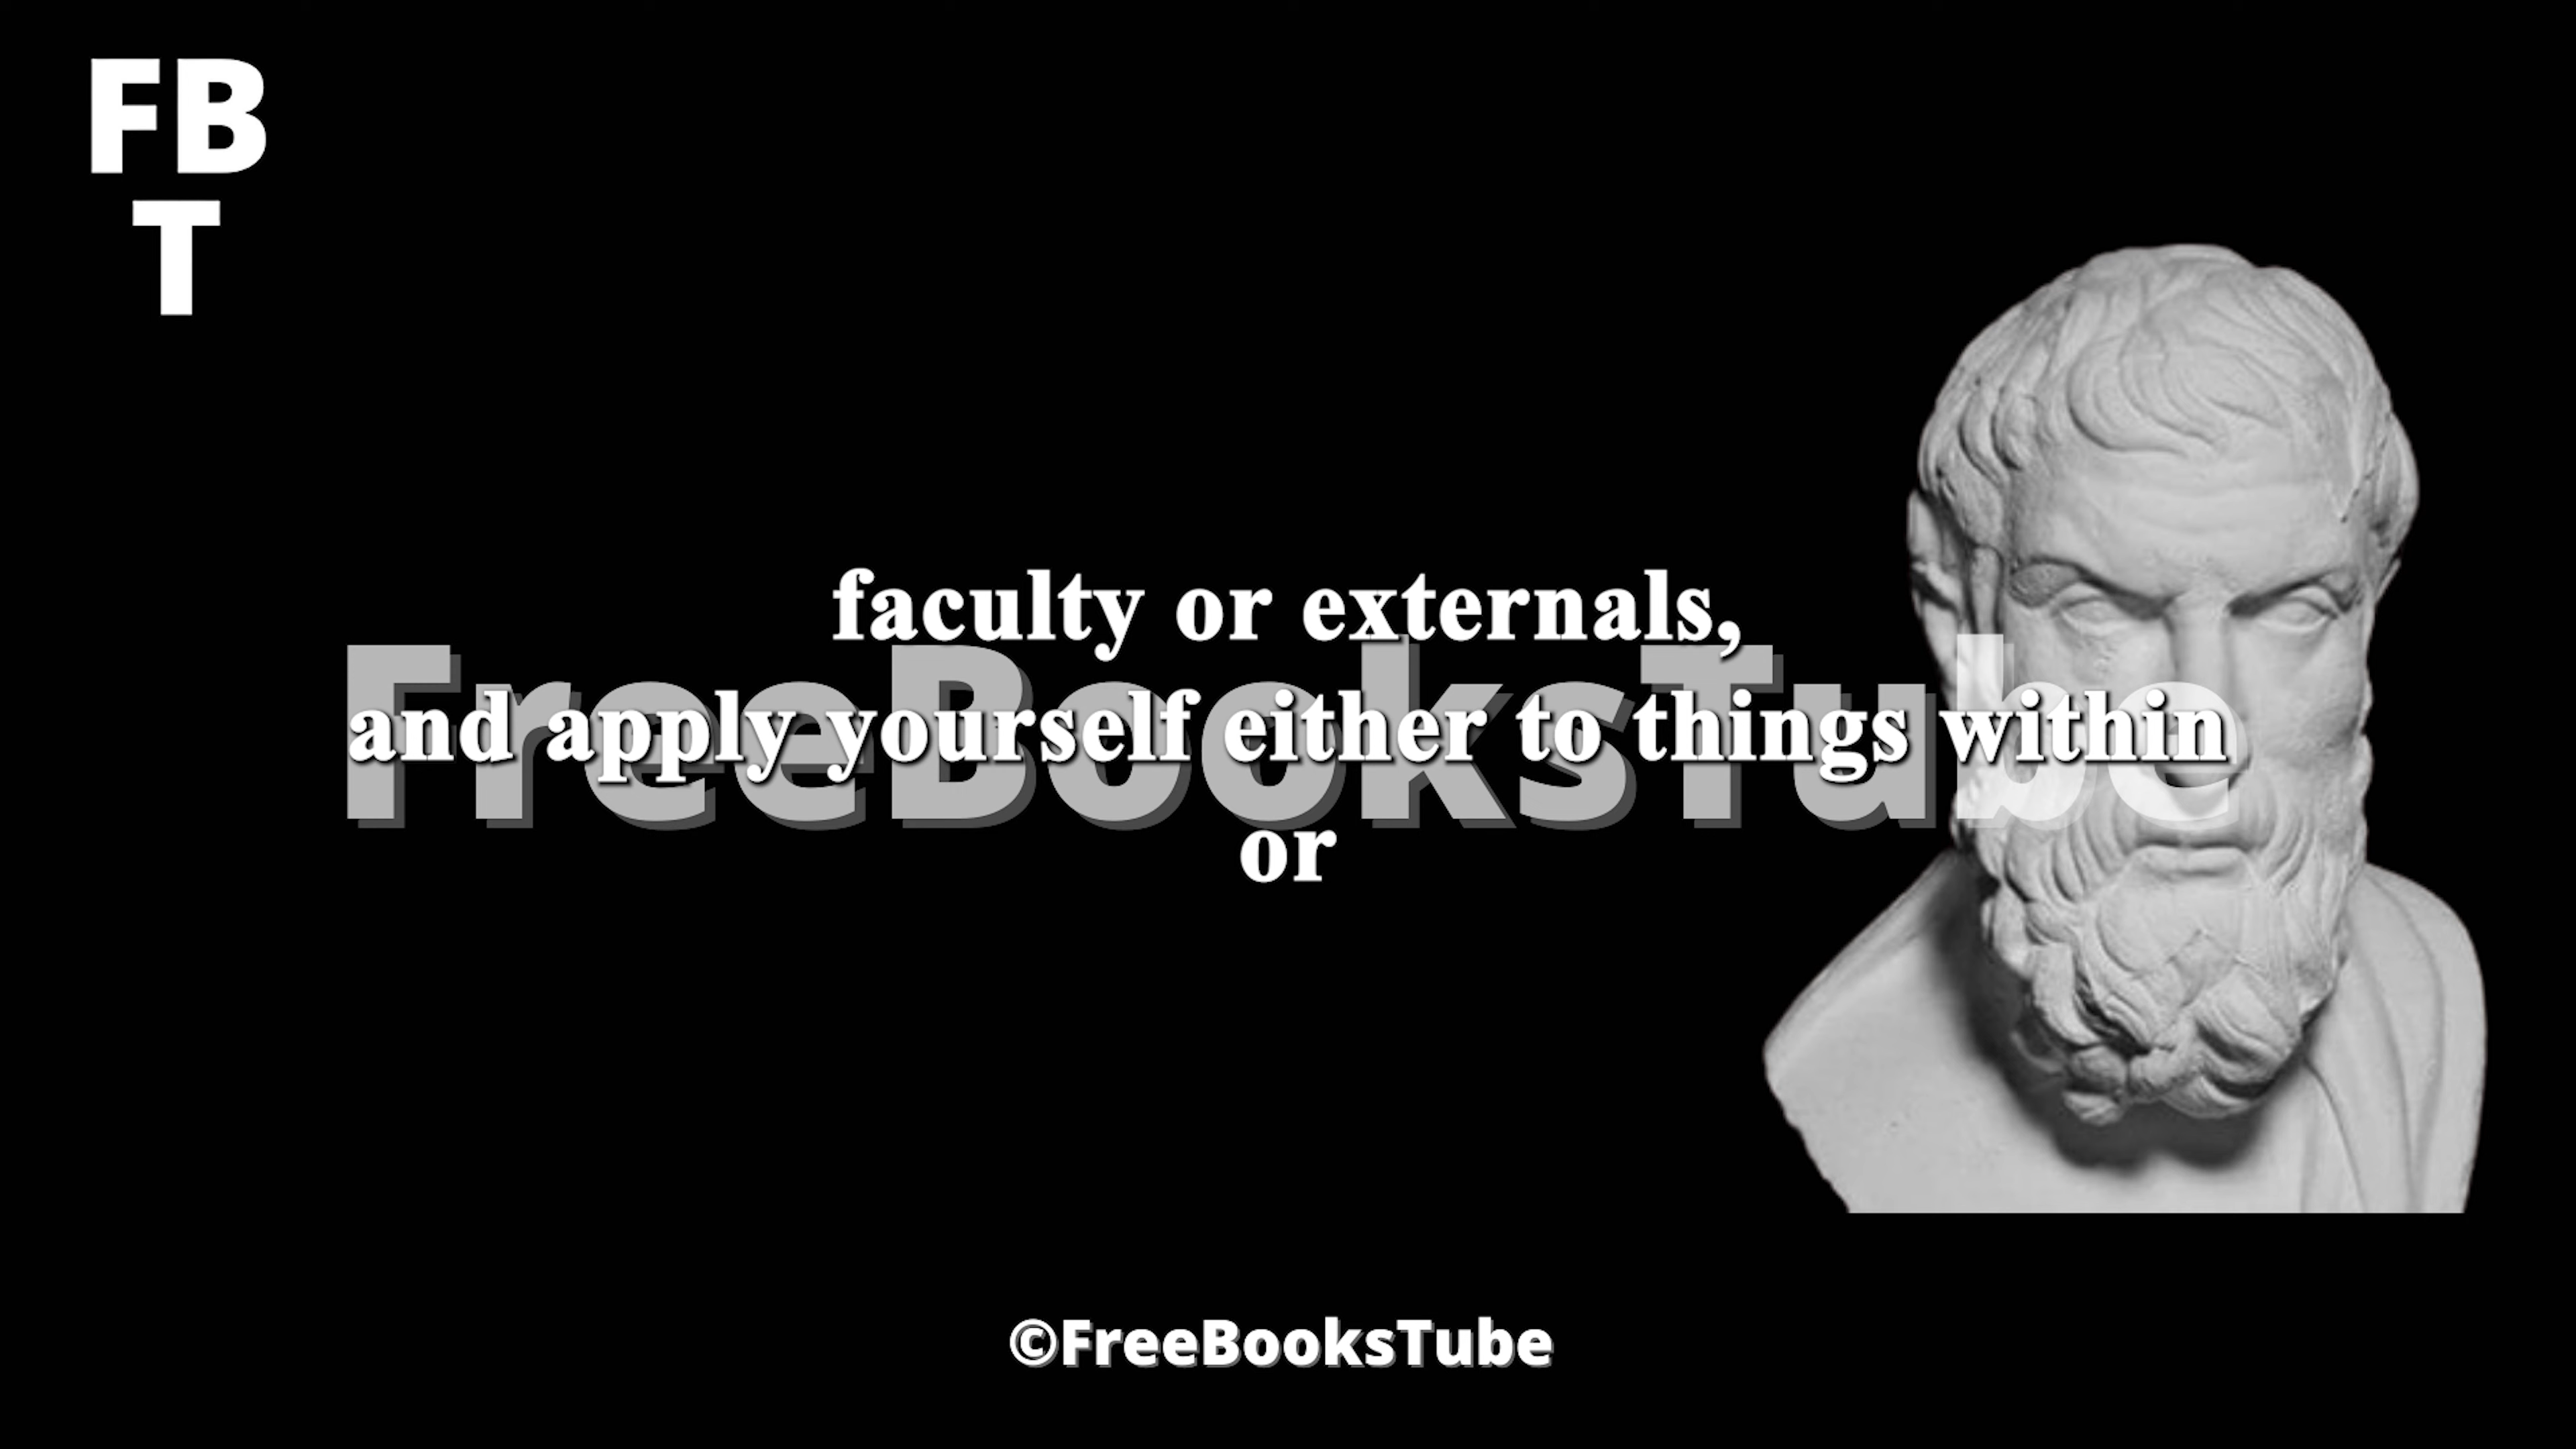 FB
T
faculty or externals,
FreeBooksTube
and apply yourself either to things within
or
©FreeBooksTube